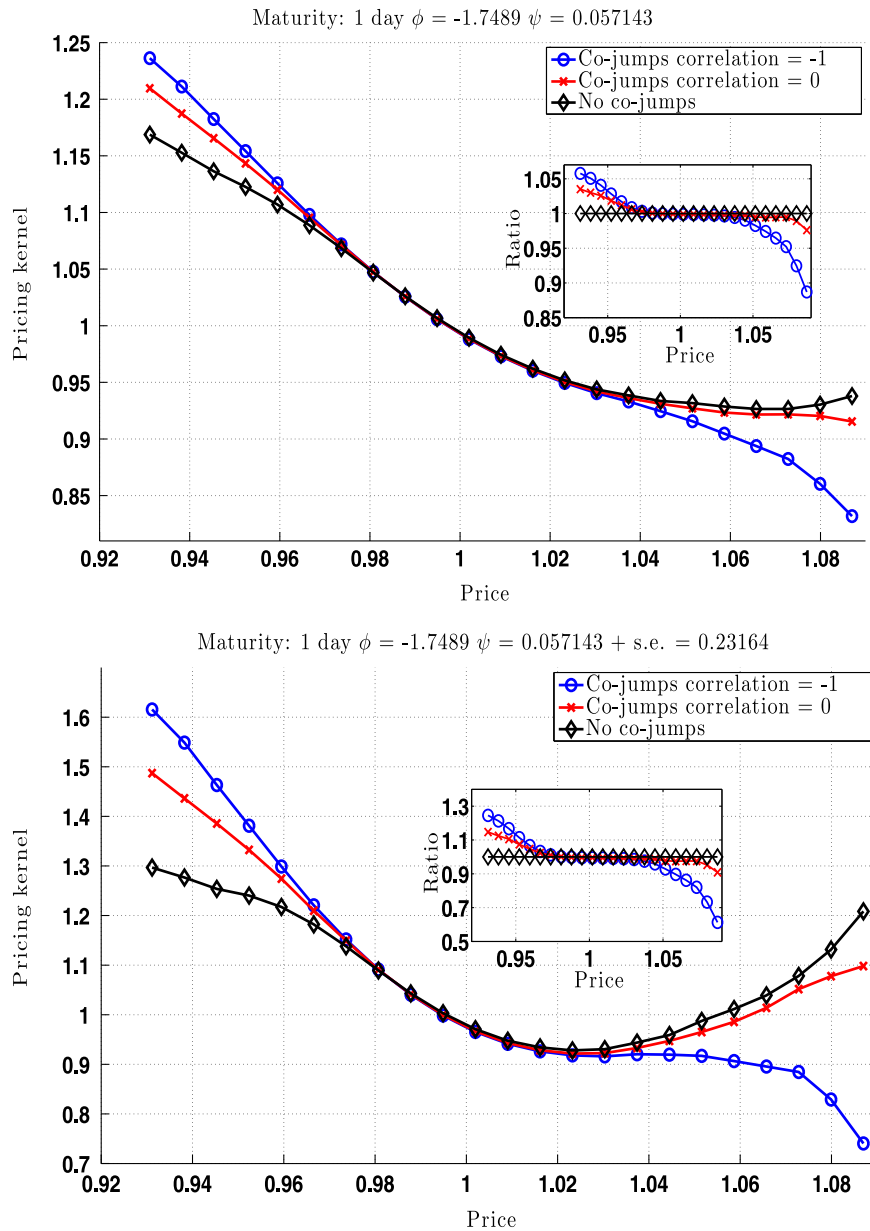 Maturity: 1 day ϕ = -1.7489 ψ = 0.057143
1.25
1.2
1.15
1.1
1.05
1
0.95
0.9
0.85
Pricing kernel
Co-jumps correlation = -1
Co-jumps correlation = 0
No co-jumps
1.05
1
0.95
0.9
0.85
Ratio
0.95 1 1.05
Price
0.92 0.94 0.96 0.98 1 1.02 1.04 1.06 1.08
Price
Maturity: 1 day ϕ = -1.7489 ψ = 0.057143 + s.e. = 0.23164
1.6
1.5
1.4
1.3
1.2
1.1
1
0.9
0.8
0.7
Pricing kernel
Co-jumps correlation = -1
Co-jumps correlation = 0
No co-jumps
1.3
1.1
0.9
0.7
0.5
Ratio
0.95 1 1.05
Price
0.92 0.94 0.96 0.98 1 1.02 1.04 1.06 1.08
Price